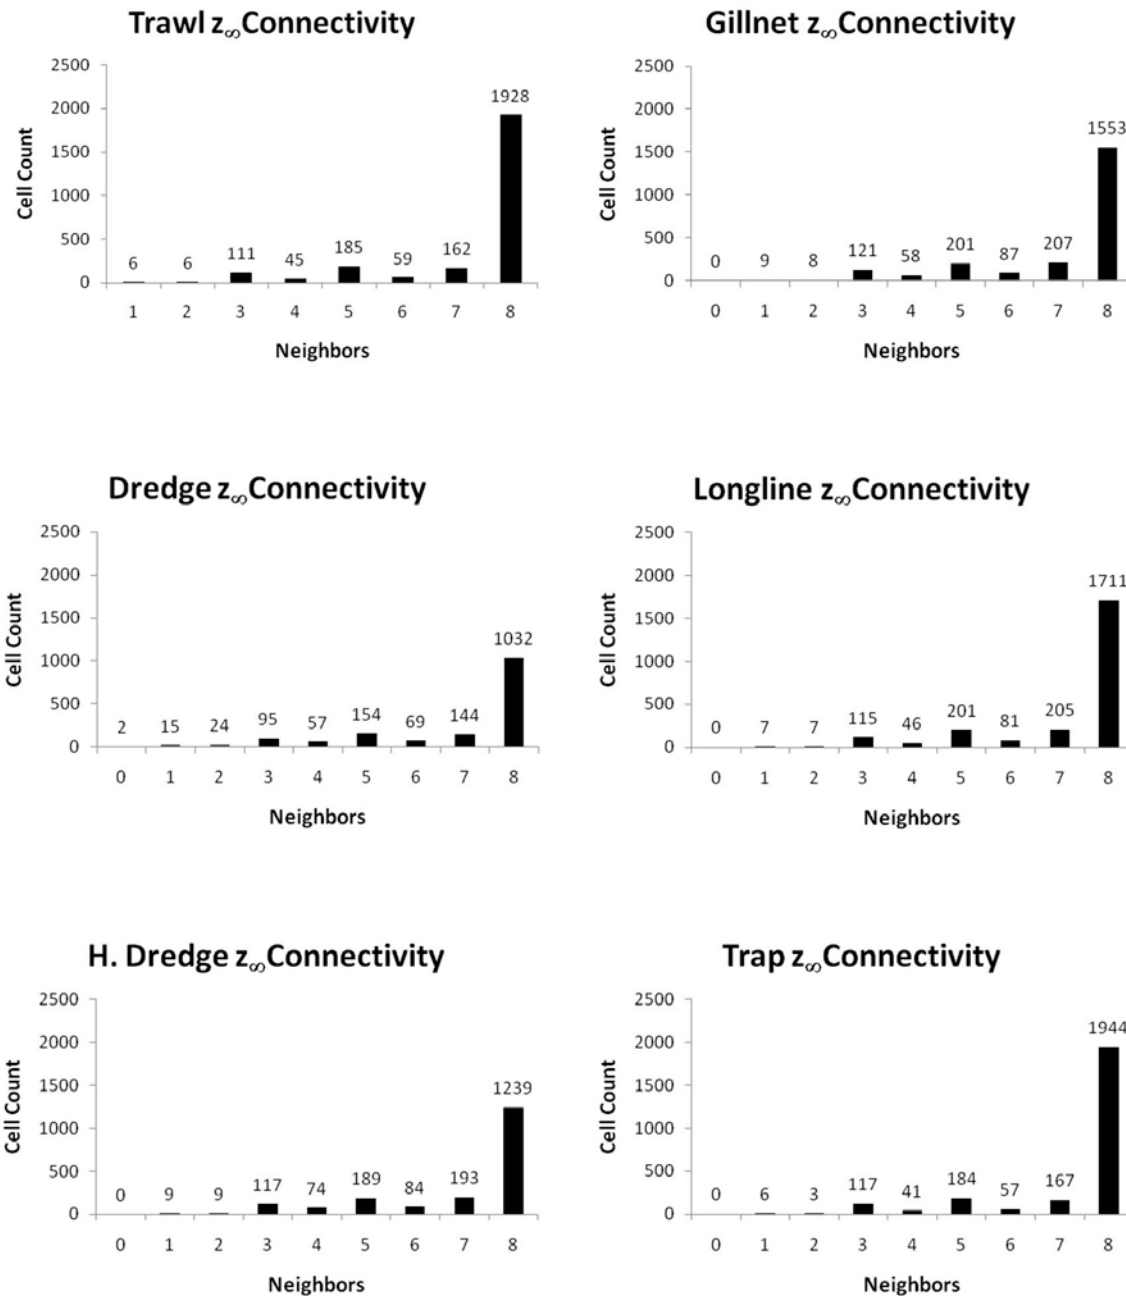 Trawl z∞Connectivity
2500
2000
1500
1000
500
0
Cell Count
6 6 111 45 185 59 162 1928
1 2 3 4 5 6 7 8
Neighbors
Gillnet z∞Connectivity
2500
2000
1500
1000
500
0
Cell Count
0 9 8 121 58 201 87 207 1553
0 1 2 3 4 5 6 7 8
Neighbors
Dredge z∞Connectivity
2500
2000
1500
1000
500
0
Cell Count
2 15 24 95 57 154 69 144 1032
0 1 2 3 4 5 6 7 8
Neighbors
Longline z∞Connectivity
2500
2000
1500
1000
500
0
Cell Count
0 7 7 115 46 201 81 205 1711
0 1 2 3 4 5 6 7 8
Neighbors
H. Dredge z∞Connectivity
2500
2000
1500
1000
500
0
Cell Count
0 9 9 117 74 189 84 193 1239
0 1 2 3 4 5 6 7 8
Neighbors
Trap z∞Connectivity
2500
2000
1500
1000
500
0
Cell Count
0 6 3 117 41 184 57 167 1944
0 1 2 3 4 5 6 7 8
Neighbors